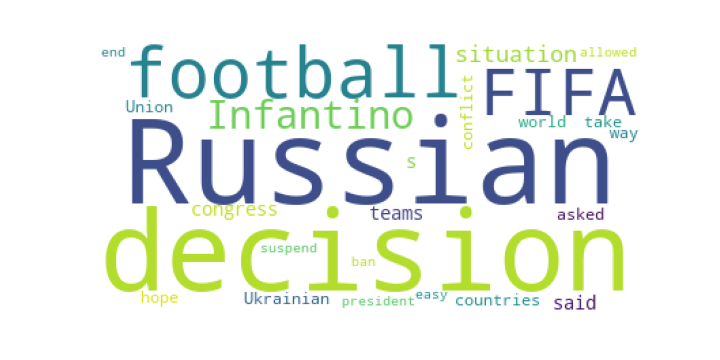 end
football
situation
allowed
FIFA
Union
Infantino
conflict
world
take
way
Russian
s
congress
teams
asked
decision
suspend
ban
hope
Ukrainian
president
easy
countries
said